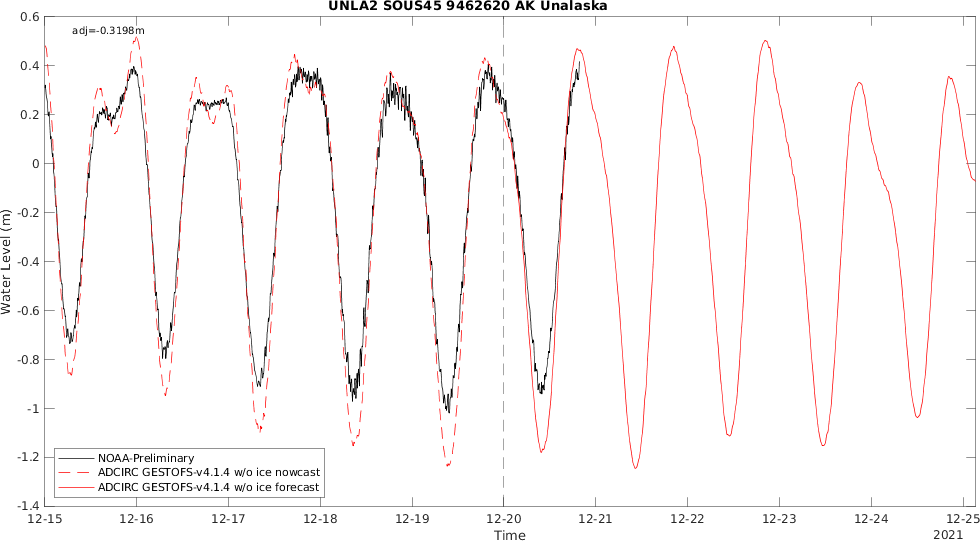 UNLA2 SOUS45 9462620 AK Unalaska
adj=-0.3198m
0.6
0.4
0.2
0
-0.2
-0.4
-0.6
-0.8
-1
-1.2
-1.4
Water Level (m)
NOAA-Preliminary
ADCIRC GESTOFS-v4.1.4 w/o ice nowcast
ADCIRC GESTOFS-v4.1.4 w/o ice forecast
12-15 12-16 12-17 12-18 12-19 12-20 12-21 12-22 12-23 12-24 12-25
Time
2021